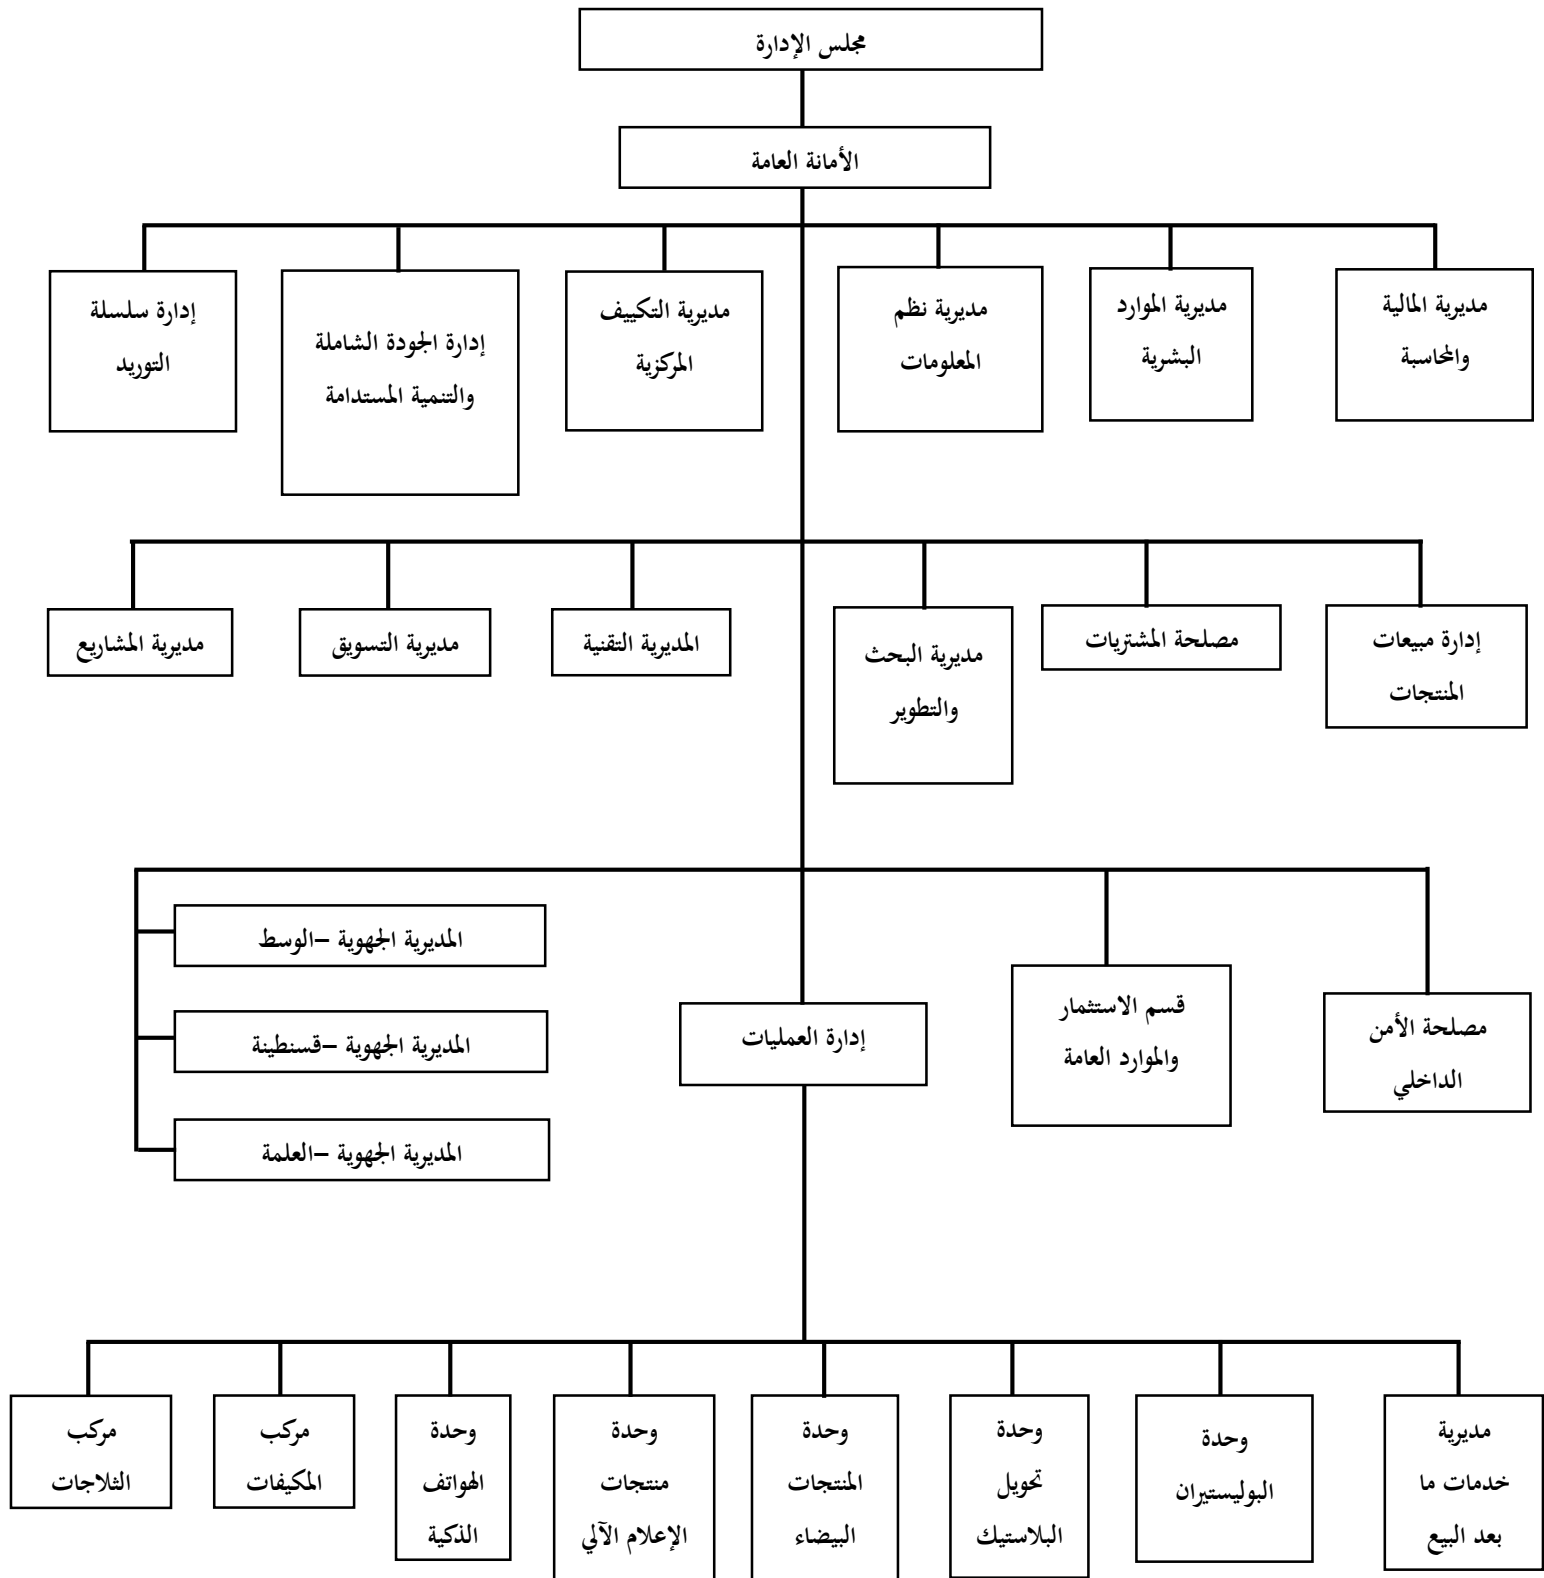 مجلس الإدارة
الأمانة العامة
مديرية المالية
والمحاسبة
مديرية الموارد
البشرية
مديرية نظم
المعلومات
مديرية التكييف
المركزية
إدارة الجودة الشاملة
والتنمية المستدامة
إدارة سلسلة
التوريد
إدارة مبيعات
المنتجات
مصلحة المشتريات
مديرية البحث
والتطوير
المديرية التقنية
مديرية التسويق
مديرية المشاريع
مصلحة الأمن
الداخلي
قسم الاستثمار
والموارد العامة
إدارة العمليات
المديرية الجهوية –الوسط
المديرية الجهوية –قسنطينة
المديرية الجهوية –العلمة
مديرية
خدمات ما
بعد البيع
وحدة
البوليستيران
وحدة
تحويل
البلاستيك
وحدة
المنتجات
البيضاء
وحدة
منتجات
الإعلام الآلي
وحدة
الهواتف
الذكية
مركب
المكيفات
مركب
الثلاجات